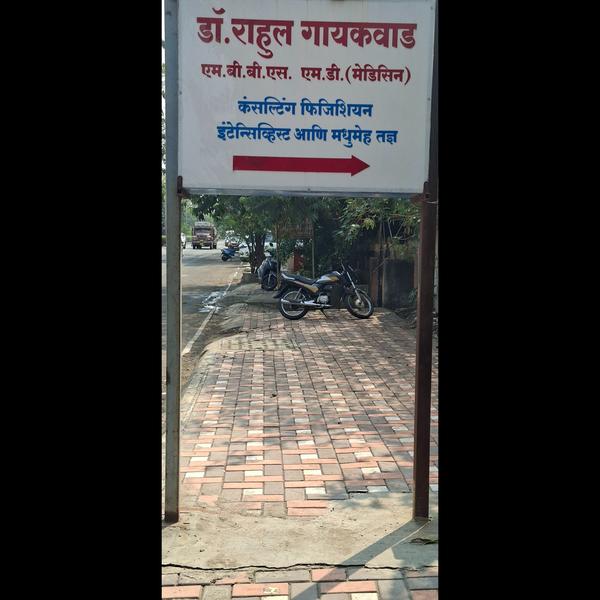 डॉ.राहुल गायकवाड
एम.बी.बी.एस. एम.डी.(मेडिसिन)
कंसल्टिंग फिजिशियन
इंटेन्सिव्हिस्ट आणि मधुमेह तज्ञ